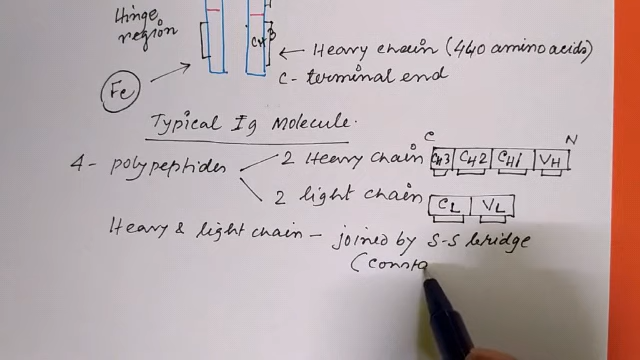 Hinge
region
CH3
Heavy chain (440 amino acids)
C-terminal end
Fc
Typical Ig Molecule.
C N
4- polypeptides 2 Heavy chain CH3 CH2 CH1 VH
2 light chain CL VL
Heavy & light chain - joined by S-S bridge
(consta